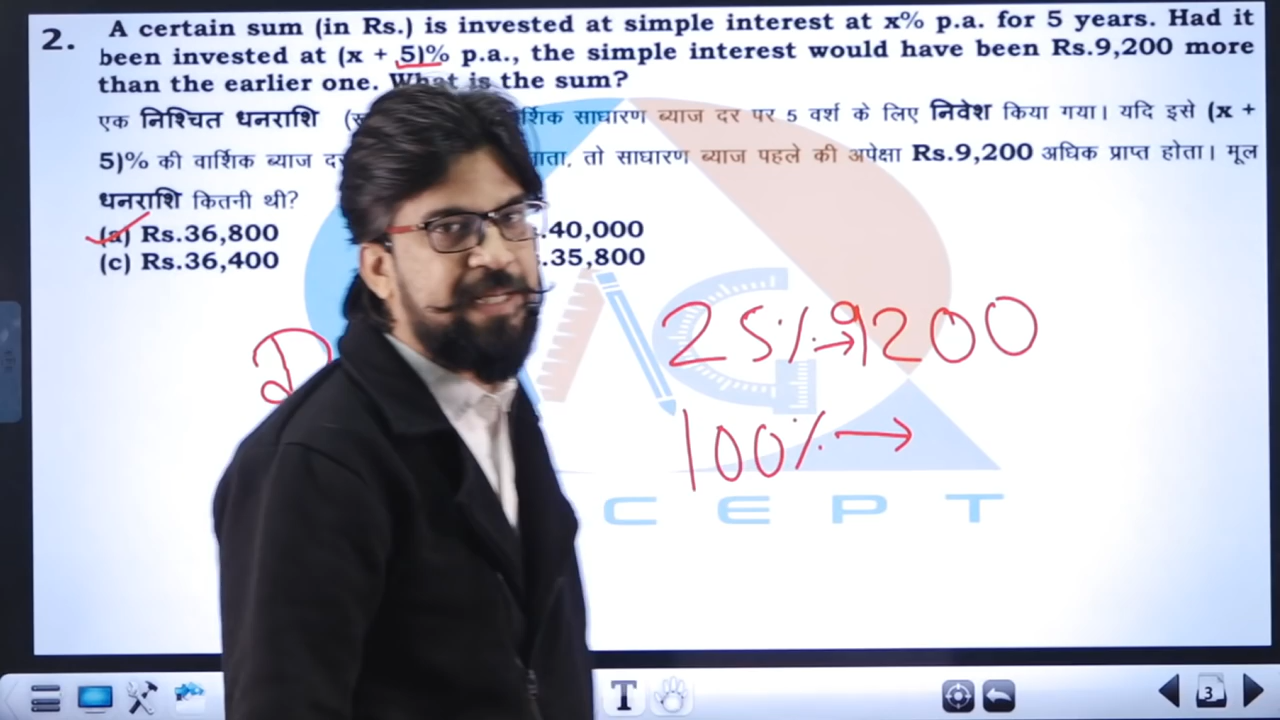 2. A certain sum (in Rs.) is invested at simple interest at x% p.a. for 5 years. Had it
been invested at (x + 5)% p.a., the simple interest would have been Rs.9,200 more
than the earlier one. What is the sum?
एक निश्चित धनराशि साधारण ब्याज दर पर 5 वर्श के लिए निवेश किया गया। यदि इसे (x +
5)% की वार्शिक ब्याज तो साधारण ब्याज पहले की अपेक्षा Rs.9,200 अधिक प्राप्त होता। मूल
धनराशि कितनी थी?
(a) Rs.36,800 .40,000
(c) Rs.36,400 .35,800
25% → 9200
100% →
C E P T
T
3